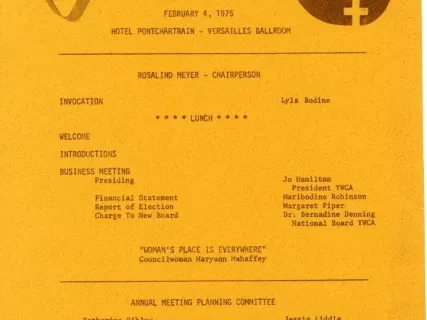 FEBRUARY 4, 1975
HOTEL PONTCHARTRAIN - VERSAILLES BALLROOM
ROSALIND MEYER - CHAIRPERSON
INVOCATION Lyla Bodine
* * * * LUNCH * * * *
WELCOME
INTRODUCTIONS
BUSINESS MEETING
Presiding Jo Hamilton
President YWCA
Financial Statement Maribodine Robinson
Report of Election Margaret Piper
Charge To New Board Dr. Bernadine Denning
National Board YWCA
"WOMAN'S PLACE IS EVERYWHERE"
Councilwoman Maryann Mahaffey
ANNUAL MEETING PLANNING COMMITTEE